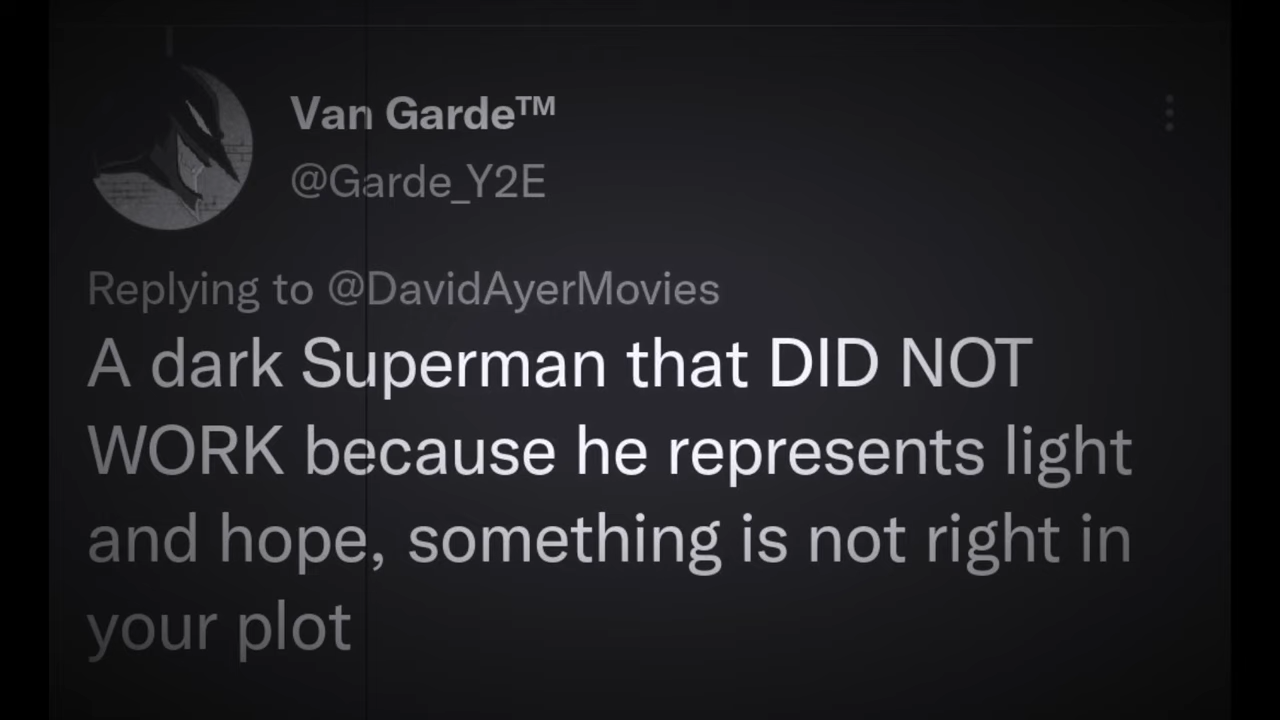 Van Garde™
@Garde_Y2E
Replying to @DavidAyerMovies
A dark Superman that DID NOT
WORK because he represents light
and hope, something is not right in
your plot